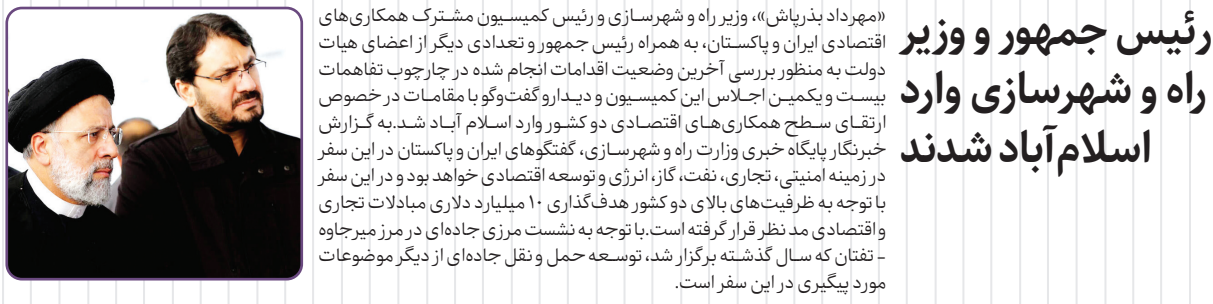 رئیس جمهور و وزیر
راه و شهرسازی وارد
اسلام‌آباد شدند
«مهرداد بذرپاش»، وزیر راه و شهرسازی و رئیس کمیسیون مشترک همکاری‌های
اقتصادی ایران و پاکستان، به همراه رئیس جمهور و تعدادی دیگر از اعضای هیات
دولت به منظور بررسی آخرین وضعیت اقدامات انجام شده در چارچوب تفاهمات
بیست و یکمین اجلاس این کمیسیون و دیدارو گفت‌وگو با مقامات در خصوص
ارتقای سطح همکاری‌های اقتصادی دو کشور وارد اسلام آباد شد.به گزارش
خبرنگار پایگاه خبری وزارت راه و شهرسازی، گفتگوهای ایران و پاکستان در این سفر
در زمینه امنیتی، تجاری، نفت، گاز، انرژی و توسعه اقتصادی خواهد بود و در این سفر
با توجه به ظرفیت‌های بالای دو کشور هدف‌گذاری ۱۰ میلیارد دلاری مبادلات تجاری
و اقتصادی مد نظر قرار گرفته است.با توجه به نشست مرزی جاده‌ای در مرز میرجاوه
- تفتان که سال گذشته برگزار شد، توسعه حمل و نقل جاده‌ای از دیگر موضوعات
مورد پیگیری در این سفر است.